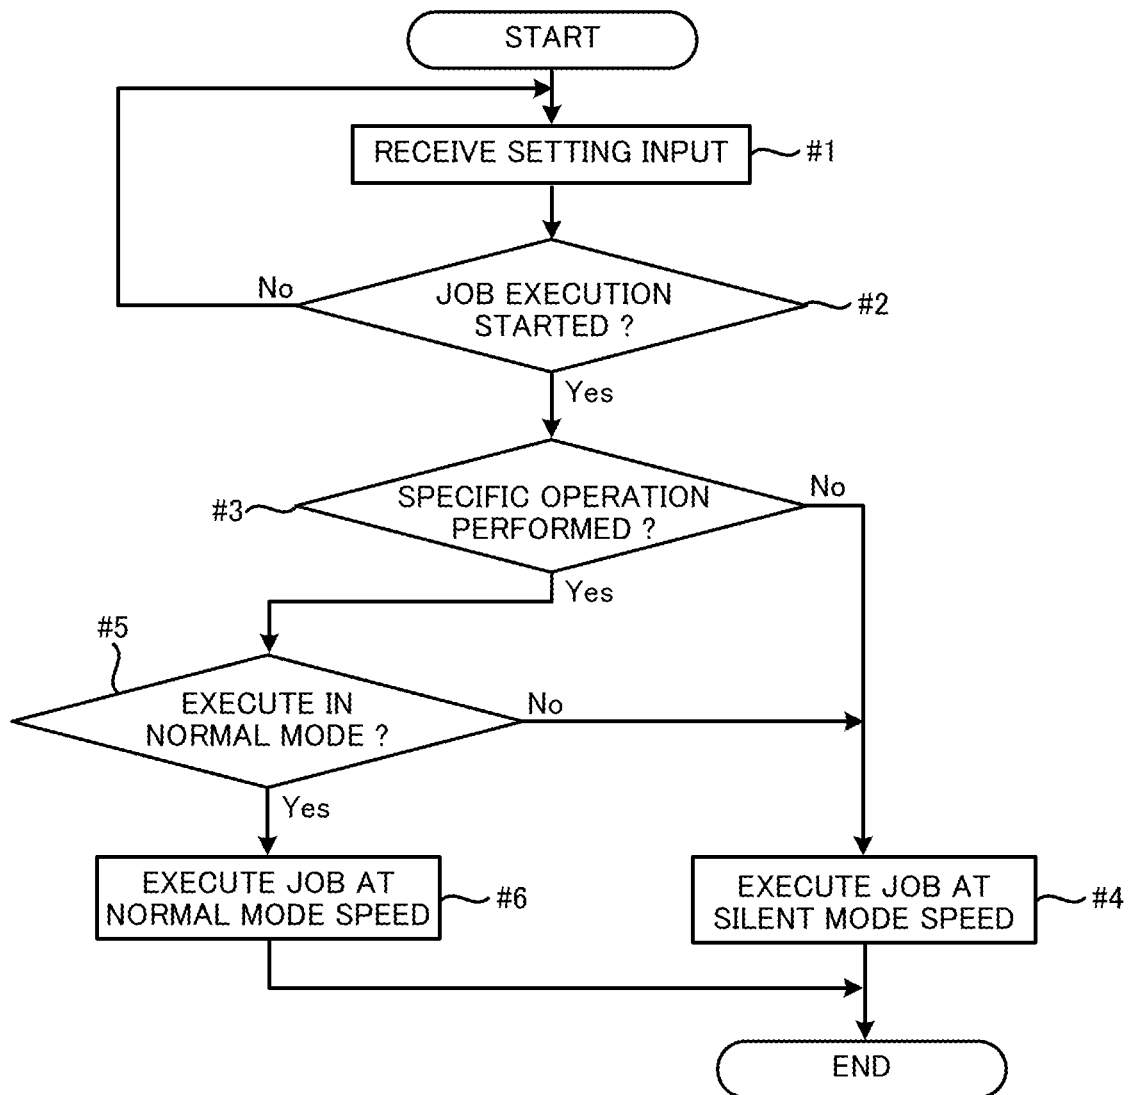 START
RECEIVE SETTING INPUT
#1
No
JOB EXECUTION
STARTED ?
#2
Yes
#3
SPECIFIC OPERATION
PERFORMED ?
No
Yes
#5
EXECUTE IN
NORMAL MODE ?
No
Yes
EXECUTE JOB AT
NORMAL MODE SPEED
#6
EXECUTE JOB AT
SILENT MODE SPEED
#4
END